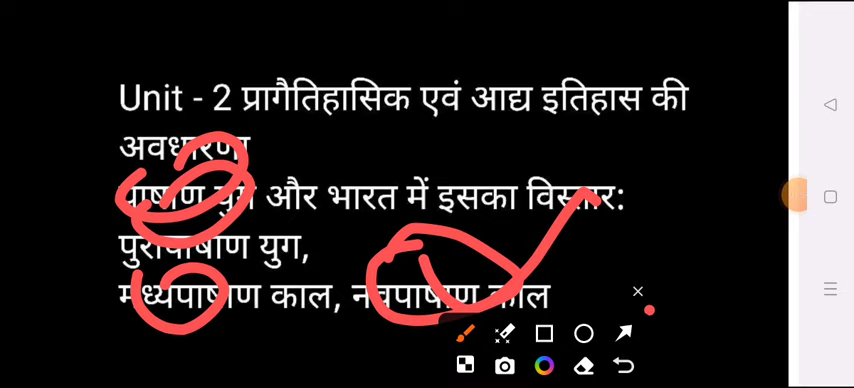 Unit - 2 प्रागैतिहासिक एवं आद्य इतिहास की
अवधारणा
पाषाण युग और भारत में इसका विस्तार:
पुरापाषाण युग,
मध्यपाषाण काल, नवपाषाण काल